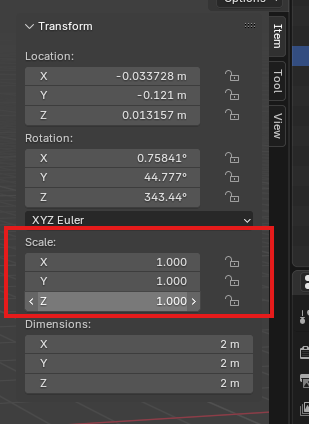 Transform
Item
Location:
X -0.033728 m
Y -0.121 m
Z 0.013157 m
Tool
Rotation:
X 0.75841°
Y 44.777°
Z 343.44°
View
XYZ Euler
Scale:
X 1.000
Y 1.000
Z 1.000
Dimensions:
X 2 m
Y 2 m
Z 2 m